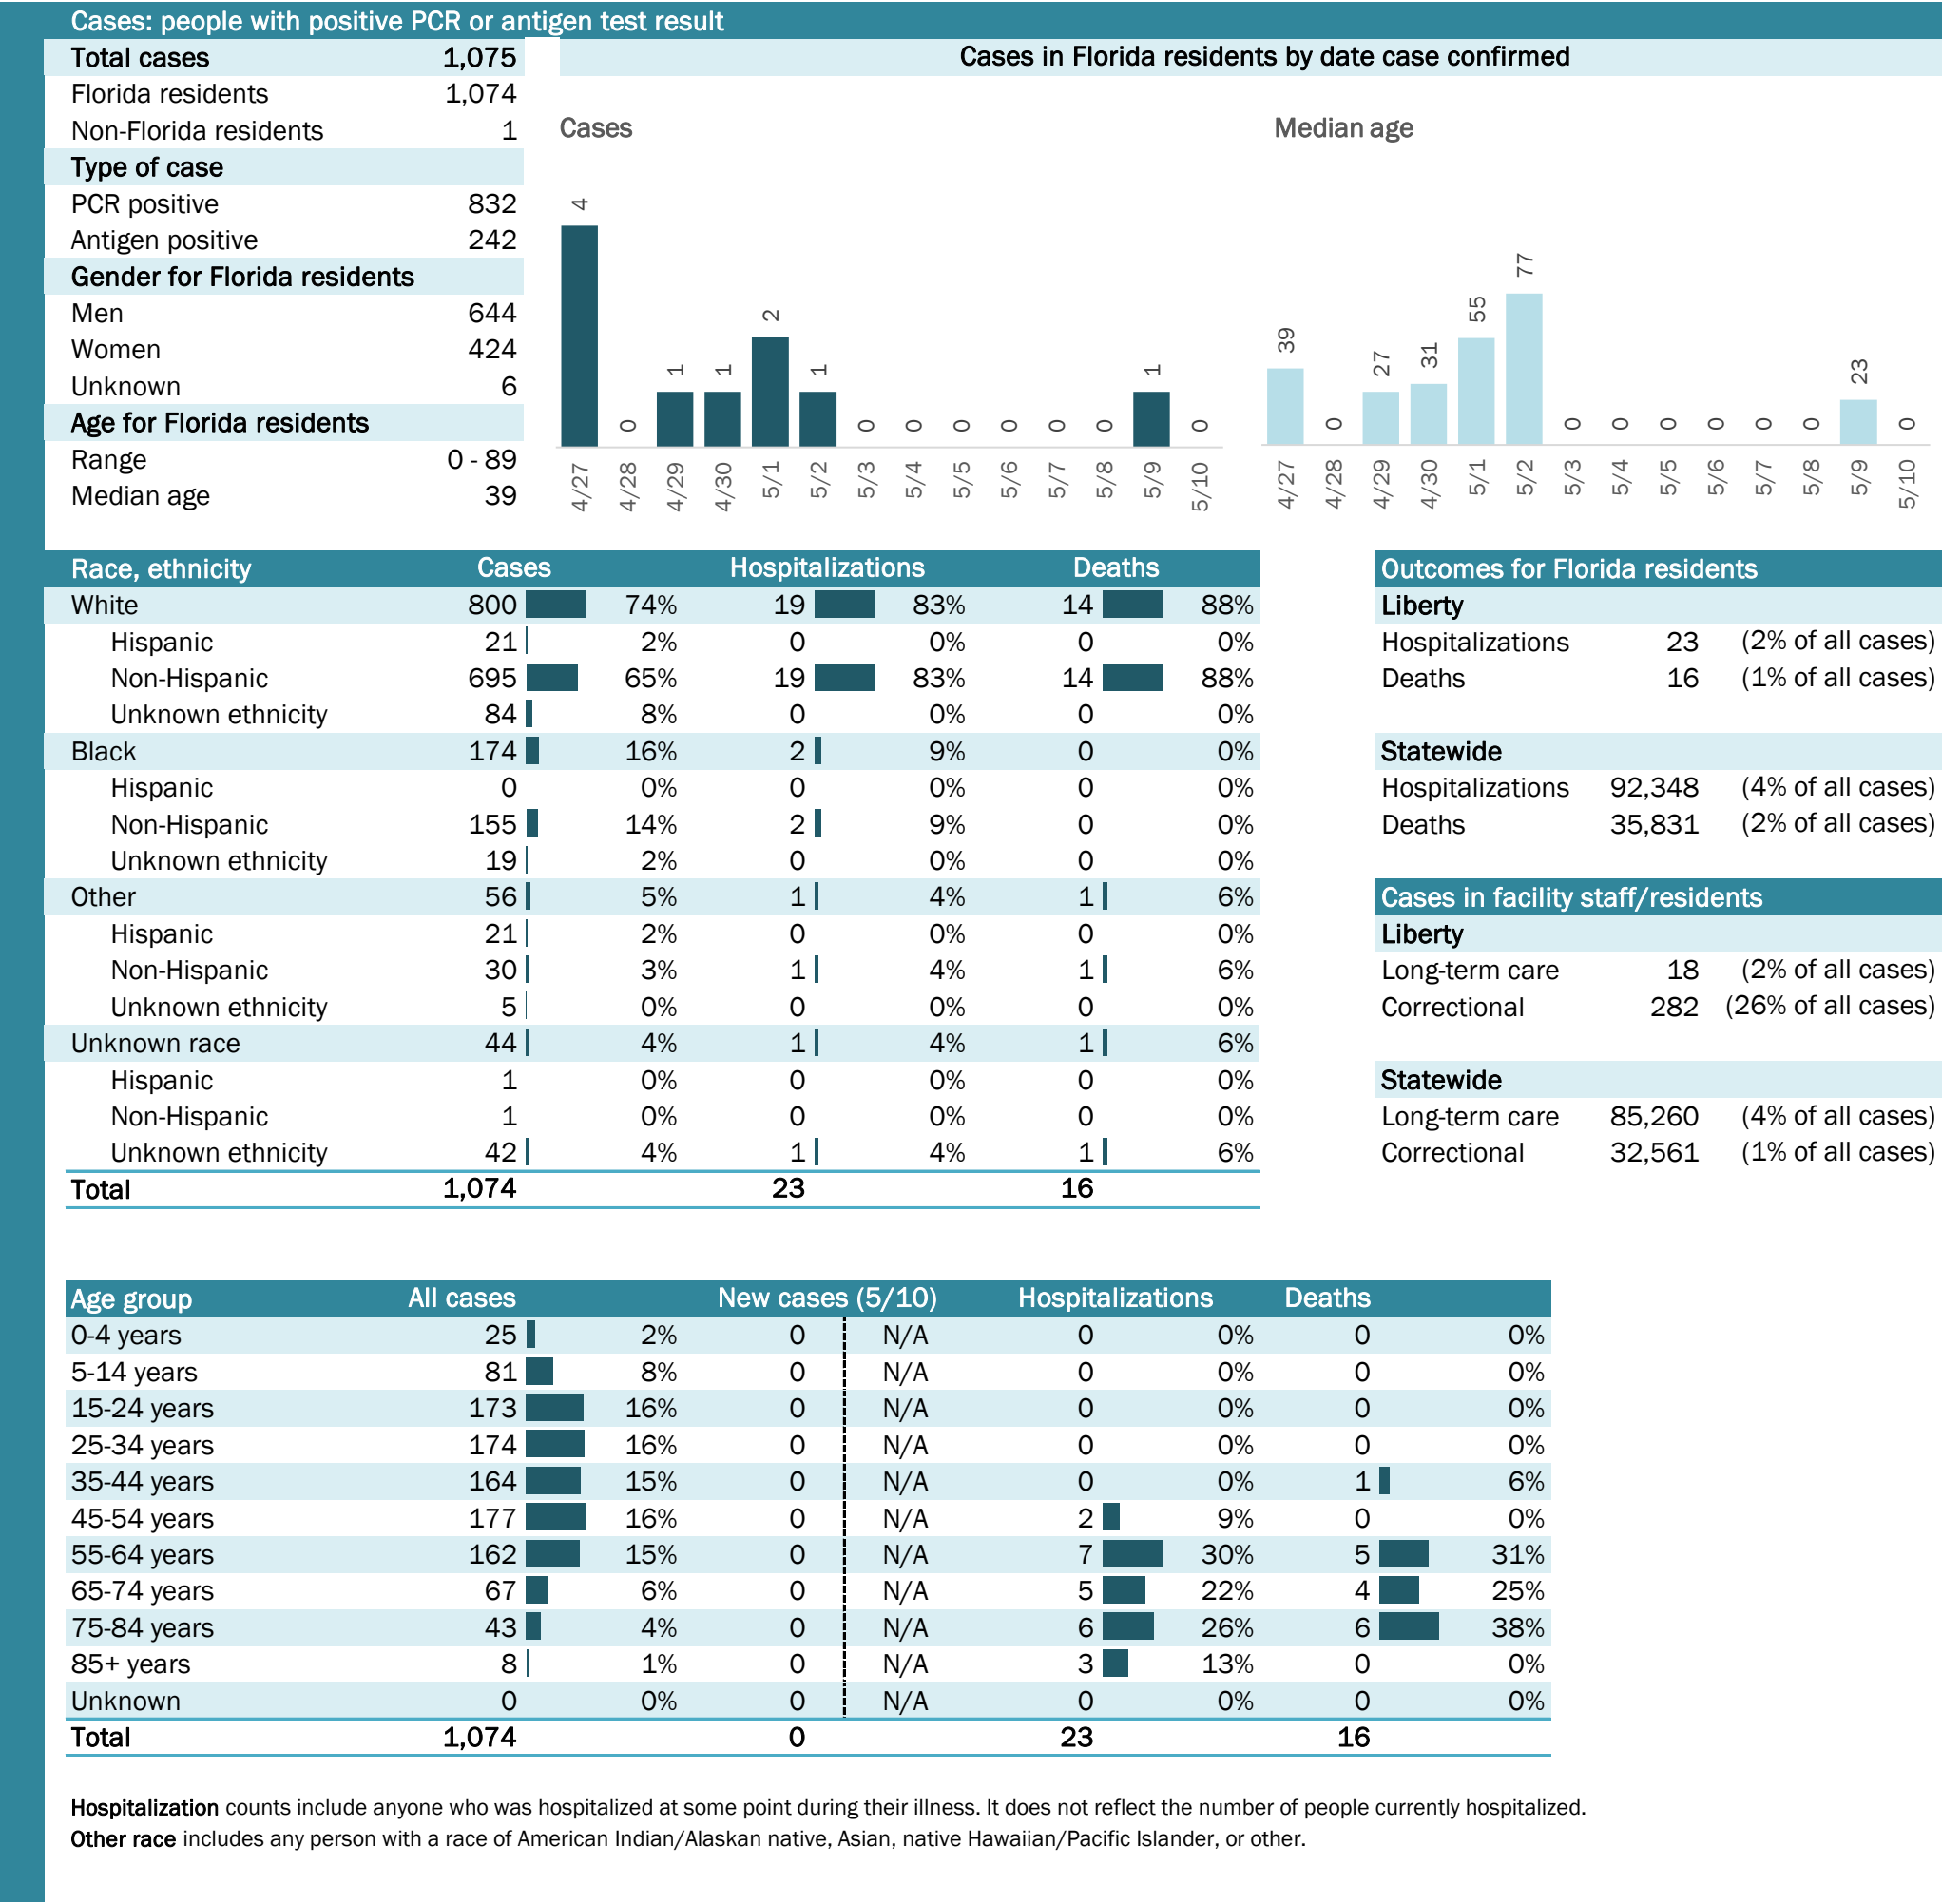 Cases: people with positive PCR or antigen test result
Total cases 1,075
Florida residents 1,074
Non-Florida residents 1
Type of case
PCR positive 832
Antigen positive 242
Gender for Florida residents
Men 644
Women 424
Unknown 6
Age for Florida residents
Range 0 - 89
Median age 39
Cases in Florida residents by date case confirmed
Cases
4 0 1 1 2 1 0 0 0 0 0 0 1 0
4/27 4/28 4/29 4/30 5/1 5/2 5/3 5/4 5/5 5/6 5/7 5/8 5/9 5/10
Median age
39 0 27 31 55 77 0 0 0 0 0 0 23 0
4/27 4/28 4/29 4/30 5/1 5/2 5/3 5/4 5/5 5/6 5/7 5/8 5/9 5/10
Race, ethnicity Cases Hospitalizations Deaths
White 800 74% 19 83% 14 88%
Hispanic 21 2% 0 0% 0 0%
Non-Hispanic 695 65% 19 83% 14 88%
Unknown ethnicity 84 8% 0 0% 0 0%
Black 174 16% 2 9% 0 0%
Hispanic 0 0% 0 0% 0 0%
Non-Hispanic 155 14% 2 9% 0 0%
Unknown ethnicity 19 2% 0 0% 0 0%
Other 56 5% 1 4% 1 6%
Hispanic 21 2% 0 0% 0 0%
Non-Hispanic 30 3% 1 4% 1 6%
Unknown ethnicity 5 0% 0 0% 0 0%
Unknown race 44 4% 1 4% 1 6%
Hispanic 1 0% 0 0% 0 0%
Non-Hispanic 1 0% 0 0% 0 0%
Unknown ethnicity 42 4% 1 4% 1 6%
Total 1,074 23 16
Outcomes for Florida residents
Liberty
Hospitalizations 23 (2% of all cases)
Deaths 16 (1% of all cases)
Statewide
Hospitalizations 92,348 (4% of all cases)
Deaths 35,831 (2% of all cases)
Cases in facility staff/residents
Liberty
Long-term care 18 (2% of all cases)
Correctional 282 (26% of all cases)
Statewide
Long-term care 85,260 (4% of all cases)
Correctional 32,561 (1% of all cases)
Age group All cases New cases (5/10) Hospitalizations Deaths
0-4 years 25 2% 0 N/A 0 0% 0 0%
5-14 years 81 8% 0 N/A 0 0% 0 0%
15-24 years 173 16% 0 N/A 0 0% 0 0%
25-34 years 174 16% 0 N/A 0 0% 0 0%
35-44 years 164 15% 0 N/A 0 0% 1 6%
45-54 years 177 16% 0 N/A 2 9% 0 0%
55-64 years 162 15% 0 N/A 7 30% 5 31%
65-74 years 67 6% 0 N/A 5 22% 4 25%
75-84 years 43 4% 0 N/A 6 26% 6 38%
85+ years 8 1% 0 N/A 3 13% 0 0%
Unknown 0 0% 0 N/A 0 0% 0 0%
Total 1,074 0 23 16
Hospitalization counts include anyone who was hospitalized at some point during their illness. It does not reflect the number of people currently hospitalized.
Other race includes any person with a race of American Indian/Alaskan native, Asian, native Hawaiian/Pacific Islander, or other.